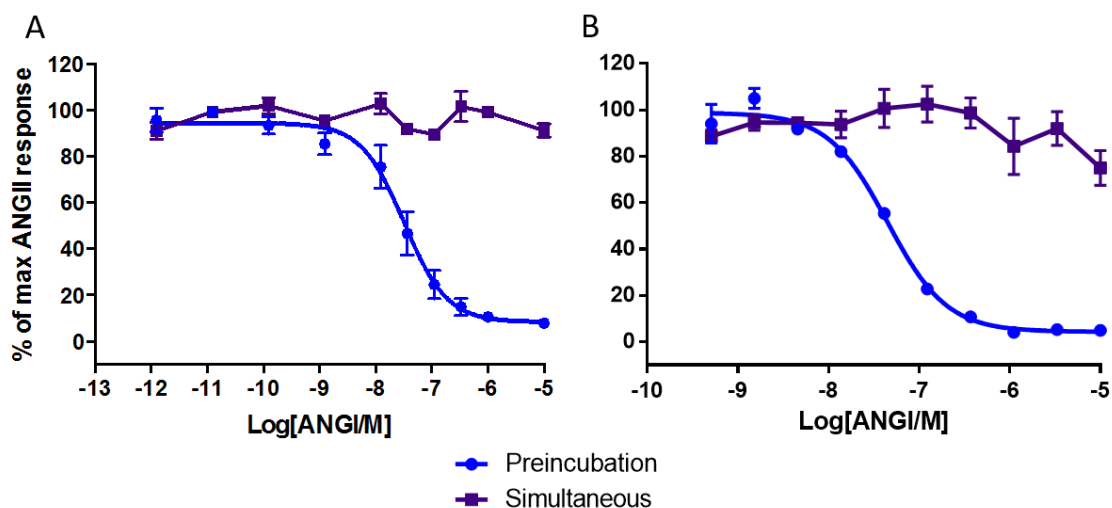 A
B
% of max ANGII response
120
100
80
60
40
20
0
-13 -12 -11 -10 -9 -8 -7 -6 -5
Log[ANGI/M]
120
100
80
60
40
20
0
-10 -9 -8 -7 -6 -5
Log[ANGI/M]
Preincubation
Simultaneous